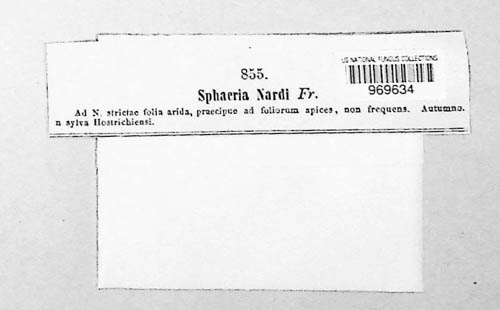 855.
US NATIONAL FUNGUS COLLECTIONS
969634
Sphaeria Nardi Fr.
Ad N. strictae folia arida, praecipue ad foliorum apices, non frequens. Autumno.
n sylva Hostrichiensi.